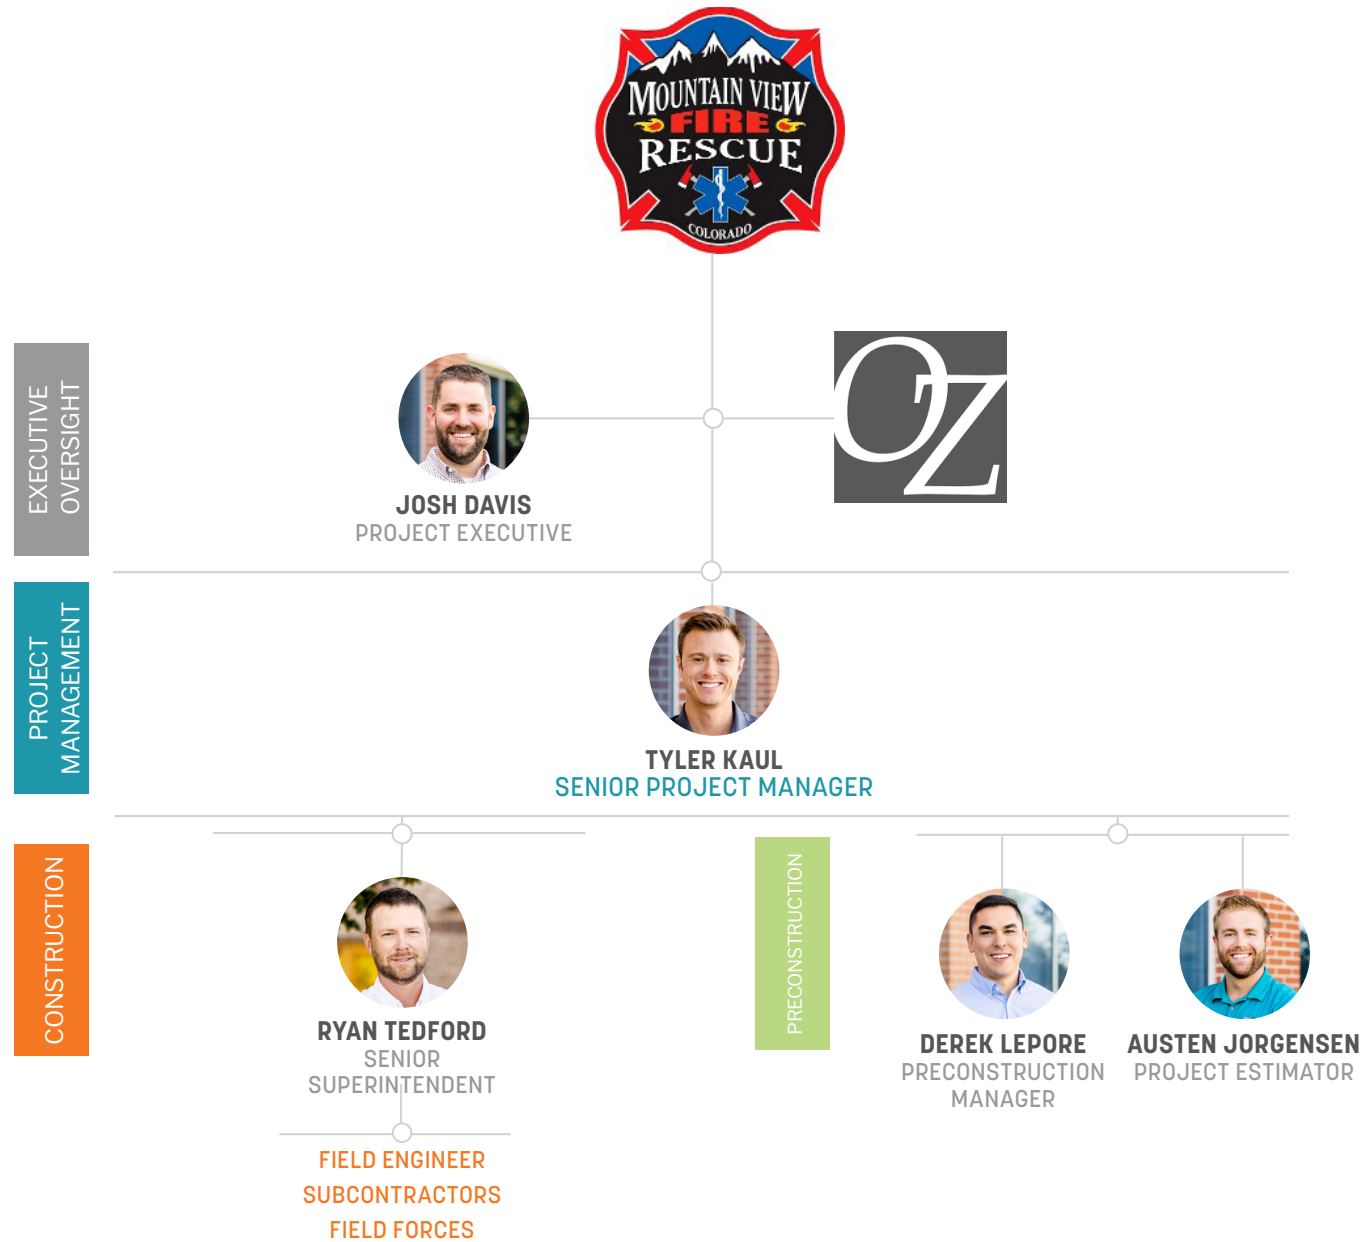 MOUNTAIN VIEW
FIRE
RESCUE
COLORADO
OZ
EXECUTIVE
OVERSIGHT
JOSH DAVIS
PROJECT EXECUTIVE
PROJECT
MANAGEMENT
TYLER KAUL
SENIOR PROJECT MANAGER
CONSTRUCTION
RYAN TEDFORD
SENIOR
SUPERINTENDENT
FIELD ENGINEER
SUBCONTRACTORS
FIELD FORCES
PRECONSTRUCTION
DEREK LEPORE
PRECONSTRUCTION
MANAGER
AUSTEN JORGENSEN
PROJECT ESTIMATOR